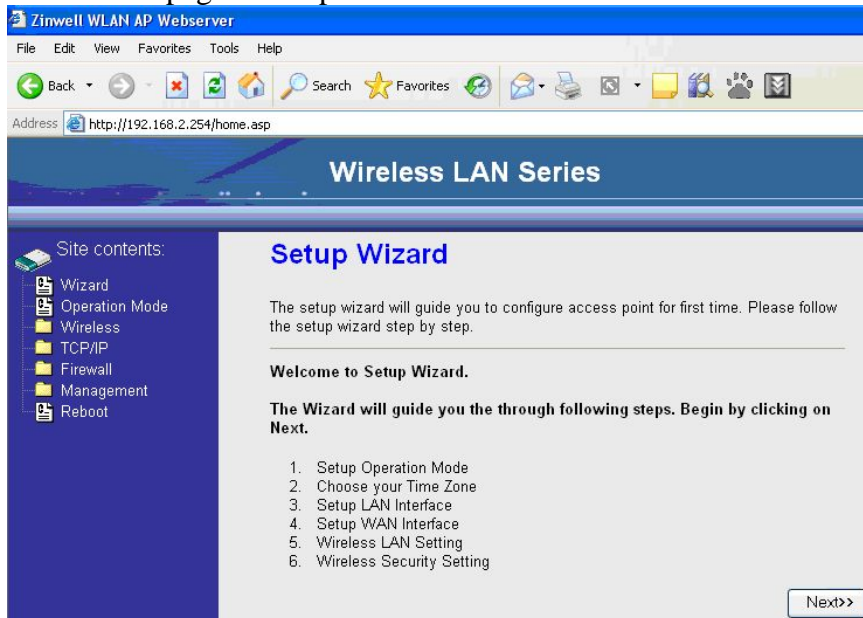 Zinwell WLAN AP Webserver
File Edit View Favorites Tools Help
Back Search Favorites
Address http://192.168.2.254/home.asp
Wireless LAN Series
Site contents:
Wizard
Operation Mode
Wireless
TCP/IP
Firewall
Management
Reboot
Setup Wizard
The setup wizard will guide you to configure access point for first time. Please follow
the setup wizard step by step.
Welcome to Setup Wizard.
The Wizard will guide you the through following steps. Begin by clicking on
Next.
1. Setup Operation Mode
2. Choose your Time Zone
3. Setup LAN Interface
4. Setup WAN Interface
5. Wireless LAN Setting
6. Wireless Security Setting
Next>>